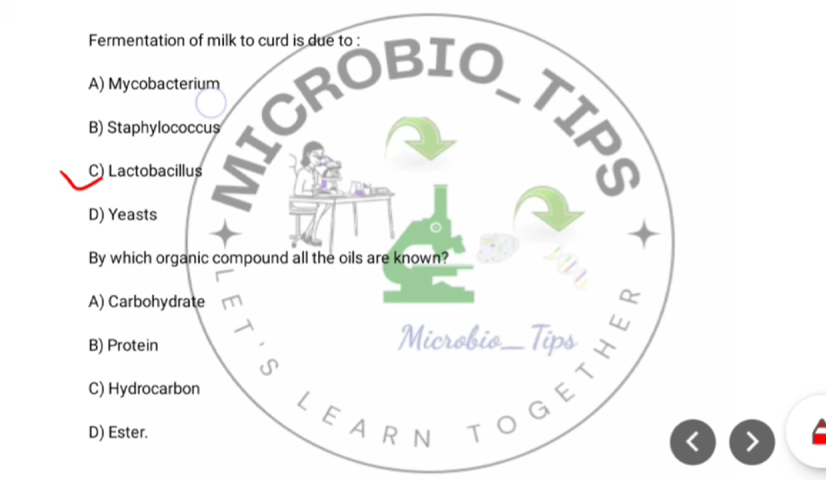 Fermentation of milk to curd is due to :
A) Mycobacterium
B) Staphylococcus
C) Lactobacillus
D) Yeasts
By which organic compound all the oils are known?
A) Carbohydrate
B) Protein
C) Hydrocarbon
D) Ester.
MICROBIO_TIPS
Microbio_Tips
LET'S LEARN TOGETHER